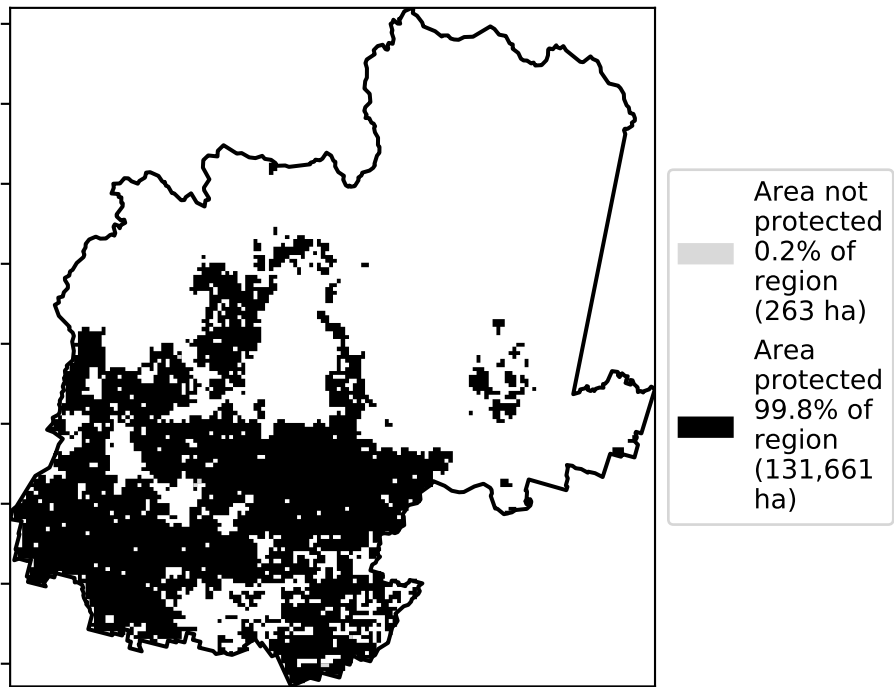 Area not
protected
0.2% of
region
(263 ha)
Area
protected
99.8% of
region
(131,661
ha)